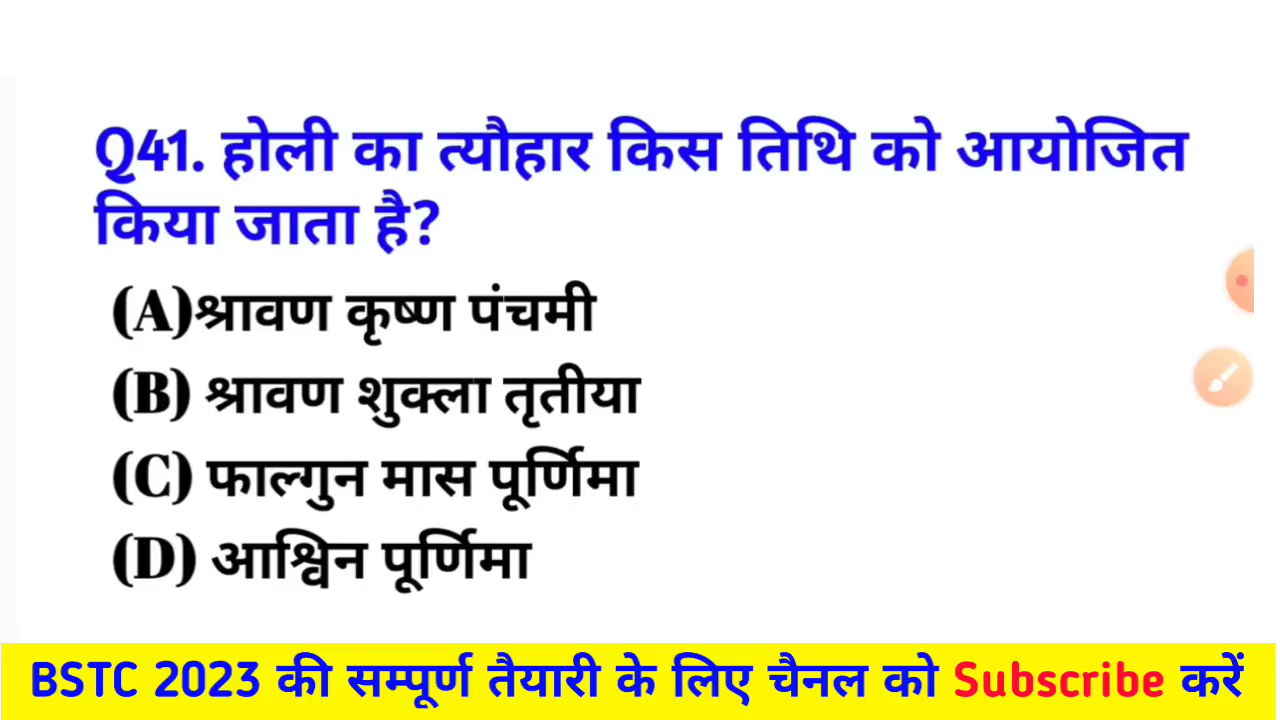 Q41. होली का त्यौहार किस तिथि को आयोजित
किया जाता है?
(A)श्रावण कृष्ण पंचमी
(B) श्रावण शुक्ला तृतीया
(C) फाल्गुन मास पूर्णिमा
(D) आश्विन पूर्णिमा
BSTC 2023 की सम्पूर्ण तैयारी के लिए चैनल को Subscribe करें